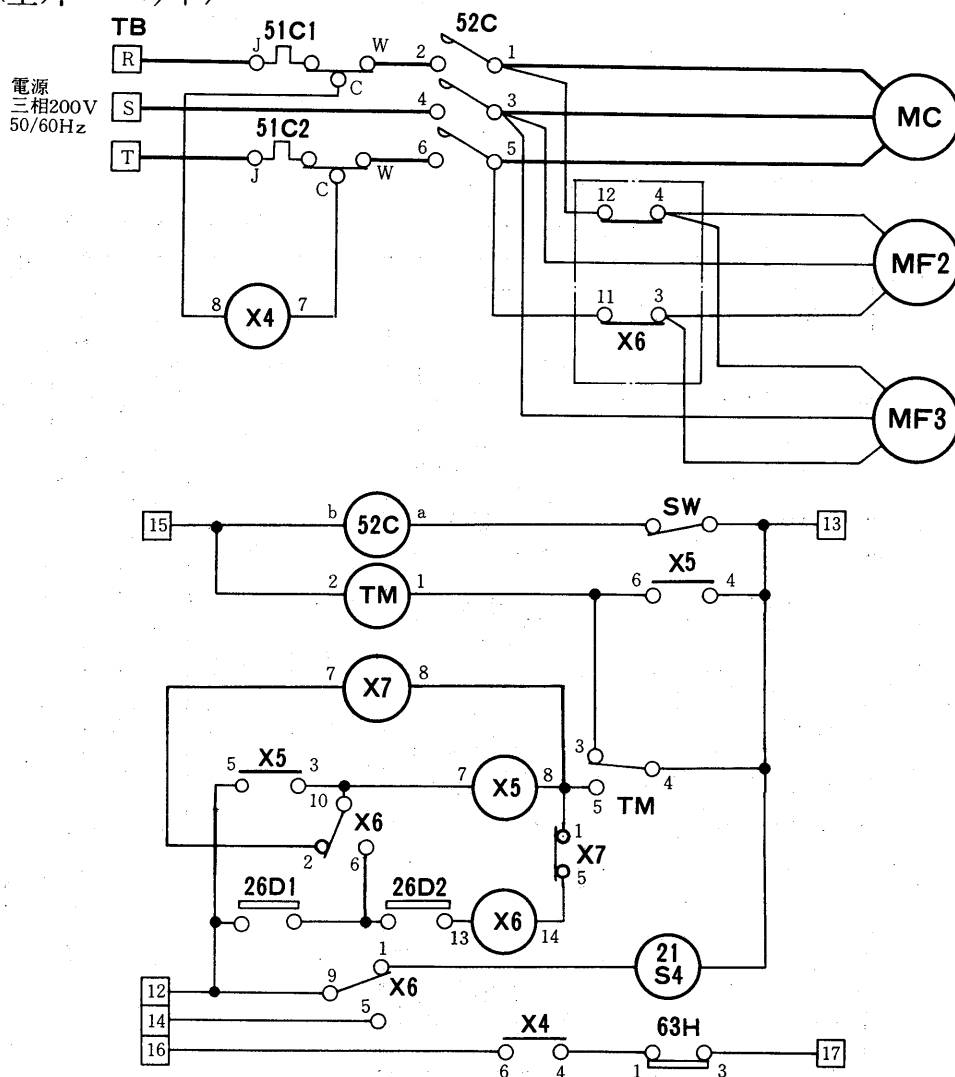 TB
51C1
52C
R
J
W
C
2
1
電源
三相200V
50/60Hz
S
4
3
MC
51C2
T
J
C
W
6
5
12
4
MF2
8
X4
7
11
3
X6
MF3
15
b
52C
a
SW
13
2
TM
1
X5
6
4
7
X7
8
3
4
5
TM
5
X5
3
7
X5
8
10
X6
2
6
1
X7
5
26D1
26D2
13
X6
14
1
9
X6
5
21
S4
12
14
16
X4
6
4
63H
1
3
17